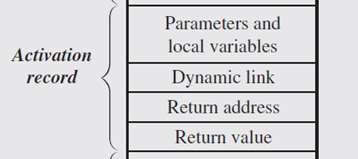 Activation
record
Parameters and
local variables
Dynamic link
Return address
Return value